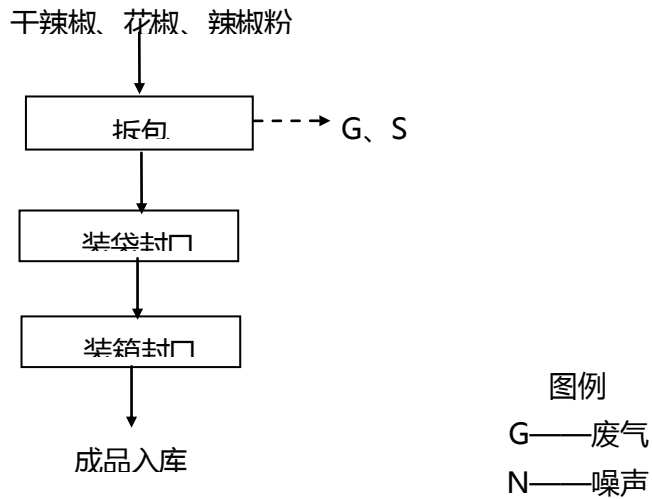 干辣椒、花椒、辣椒粉
拆包
G、S
装袋封口
装箱封口
图例
成品入库
G——废气
N——噪声